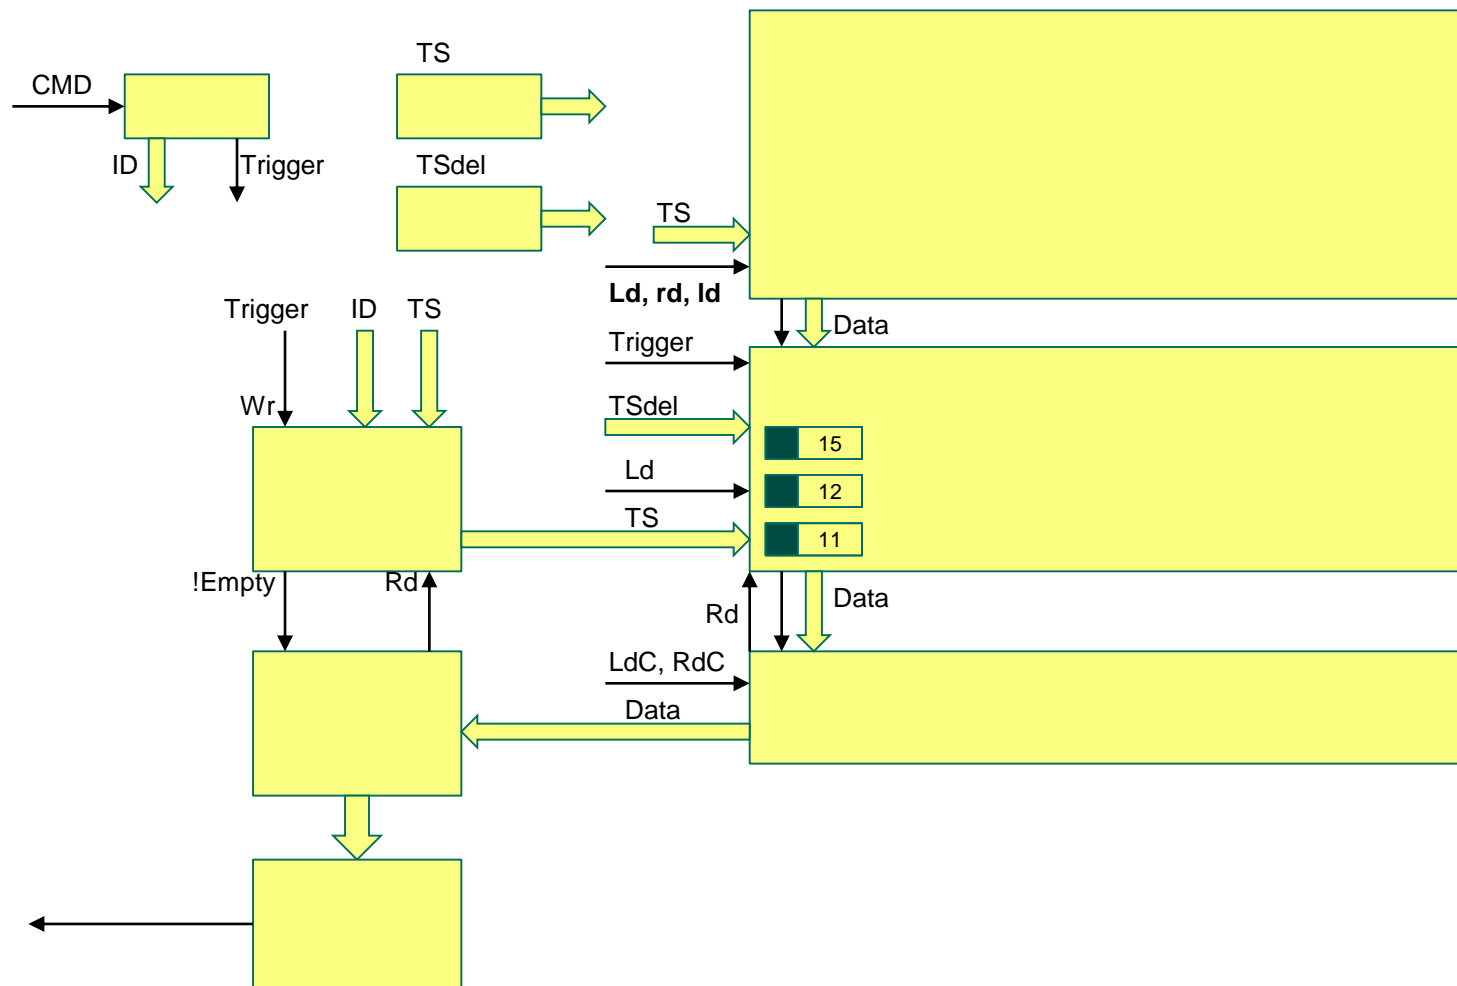 TS
CMD
ID
Trigger
TSdel
TS
Ld, rd, ld
Trigger
ID
TS
Data
Trigger
Wr
TSdel
15
Ld
12
TS
11
!Empty
Rd
Rd
Data
LdC, RdC
Data